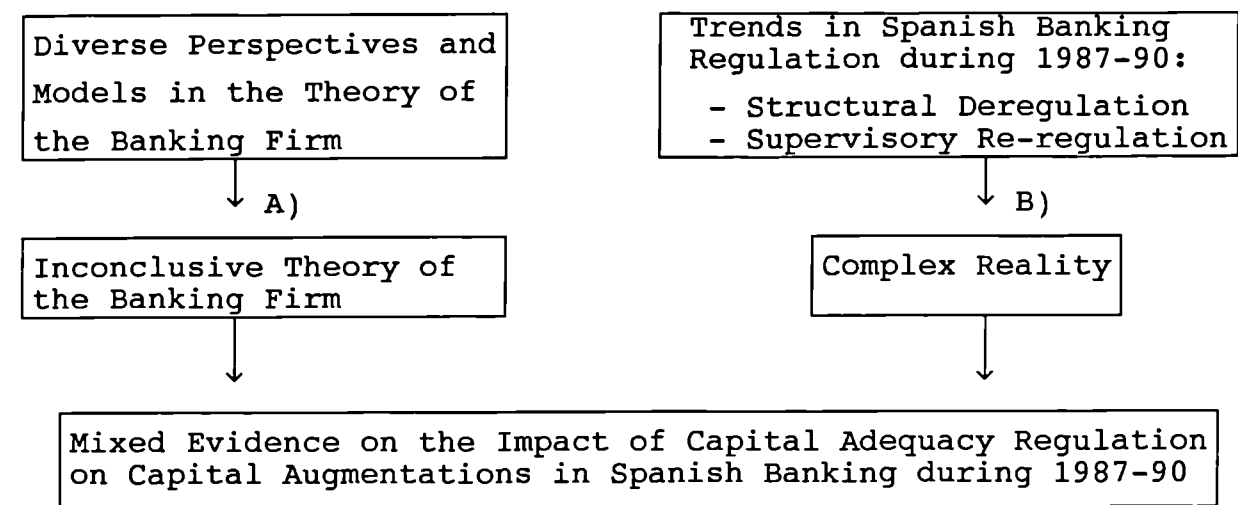 Diverse Perspectives and
Models in the Theory of
the Banking Firm
Trends in Spanish Banking
Regulation during 1987-90:
- Structural Deregulation
- Supervisory Re-regulation
A)
B)
Inconclusive Theory of
the Banking Firm
Complex Reality
Mixed Evidence on the Impact of Capital Adequacy Regulation
on Capital Augmentations in Spanish Banking during 1987-90